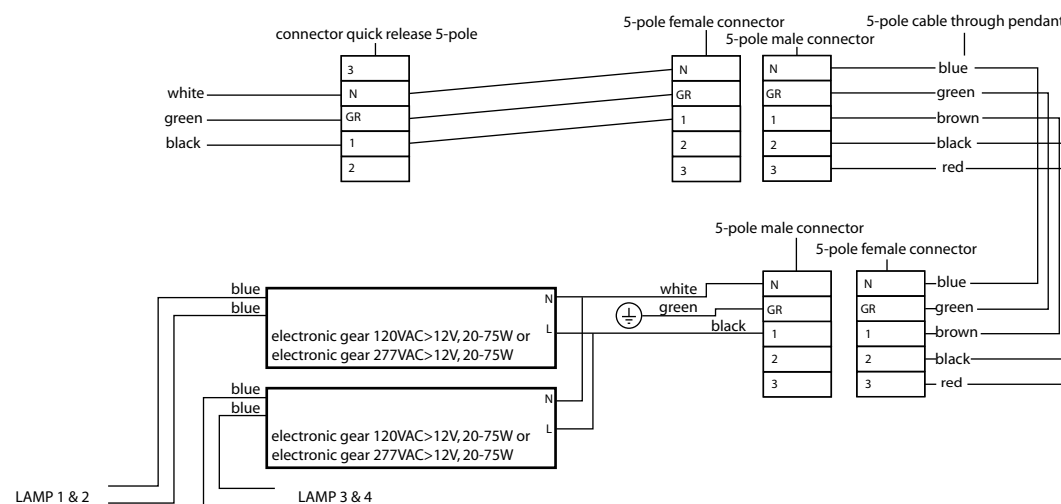 5-pole female connector
5-pole cable through pendant
connector quick release 5-pole
5-pole male connector
3
N
GR
1
2
white
green
black
N
GR
1
2
3
N
GR
1
2
3
blue
green
brown
black
red
5-pole male connector
5-pole female connector
N
GR
1
2
3
N
GR
1
2
3
blue
green
brown
black
red
white
green
black
blue
blue
N
L
electronic gear 120VAC>12V, 20-75W or
electronic gear 277VAC>12V, 20-75W
blue
blue
N
L
electronic gear 120VAC>12V, 20-75W or
electronic gear 277VAC>12V, 20-75W
LAMP 1 & 2
LAMP 3 & 4